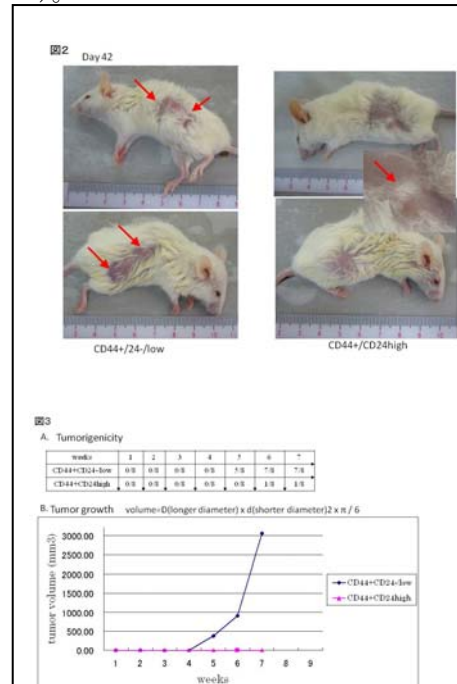 図2
Day 42
CD44+/24-/low
CD44+/CD24high
図3
A. Tumorigenicity
weeks 1 2 3 4 5 6 7
CD44+CD24-low 0/8 0/8 0/8 0/8 5/8 7/8 7/8
CD44+CD24high 0/8 0/8 0/8 0/8 0/8 1/8 1/8
B. Tumor growth volume=D(longer diameter) x d(shorter diameter)2 x π / 6
tumor volume (mm3)
3000.00
2500.00
2000.00
1500.00
1000.00
500.00
0.00
1 2 3 4 5 6 7 8 9
weeks
CD44+CD24-low
CD44+CD24high